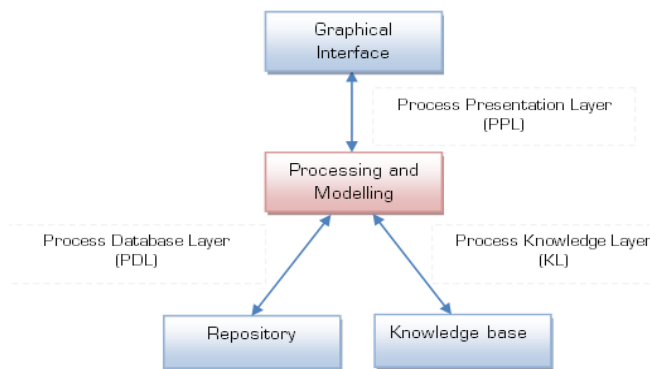 Graphical
Interface
Process Presentation Layer
(PPL)
Processing and
Modelling
Process Database Layer
(PDL)
Process Knowledge Layer
(KL)
Repository
Knowledge base